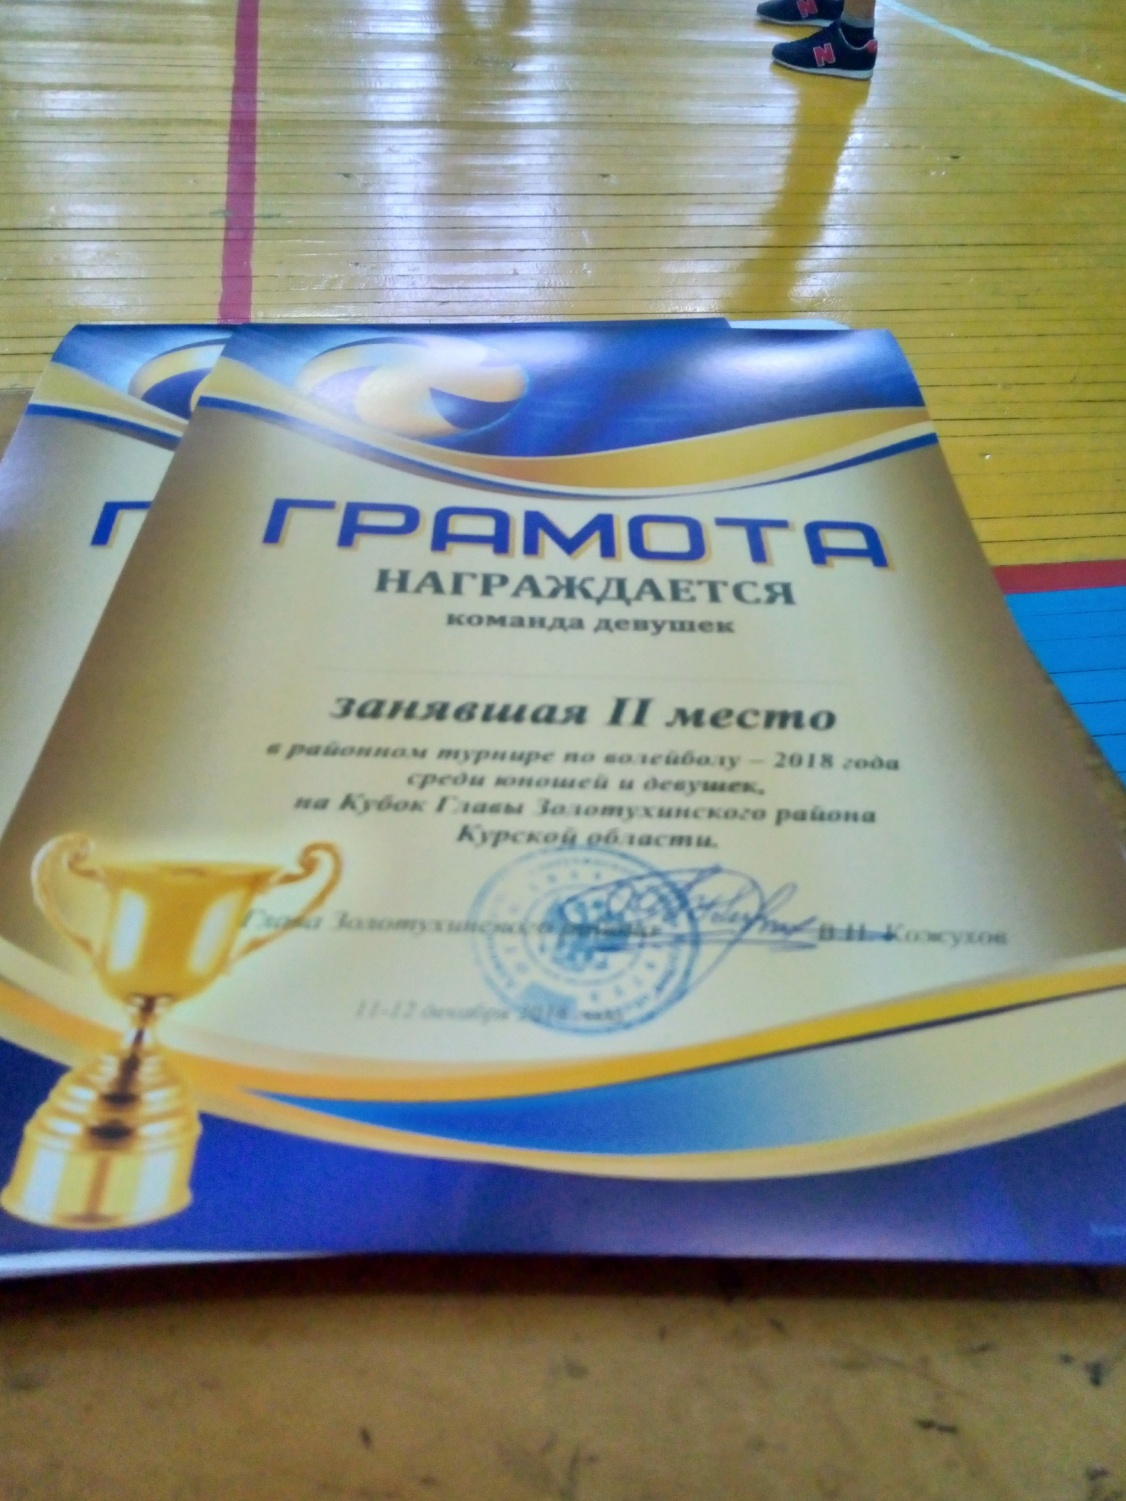 ГРАМОТА
НАГРАЖДАЕТСЯ
команда девушек
занявшая II место
в районном турнире по волейболу – 2018 года
среди юношей и девушек,
на Кубок Главы Золотухинского района
Курской области.
Глава Золотухинского района В.Н. Кожухов
11-12 декабря 2018 года
Г
N
N